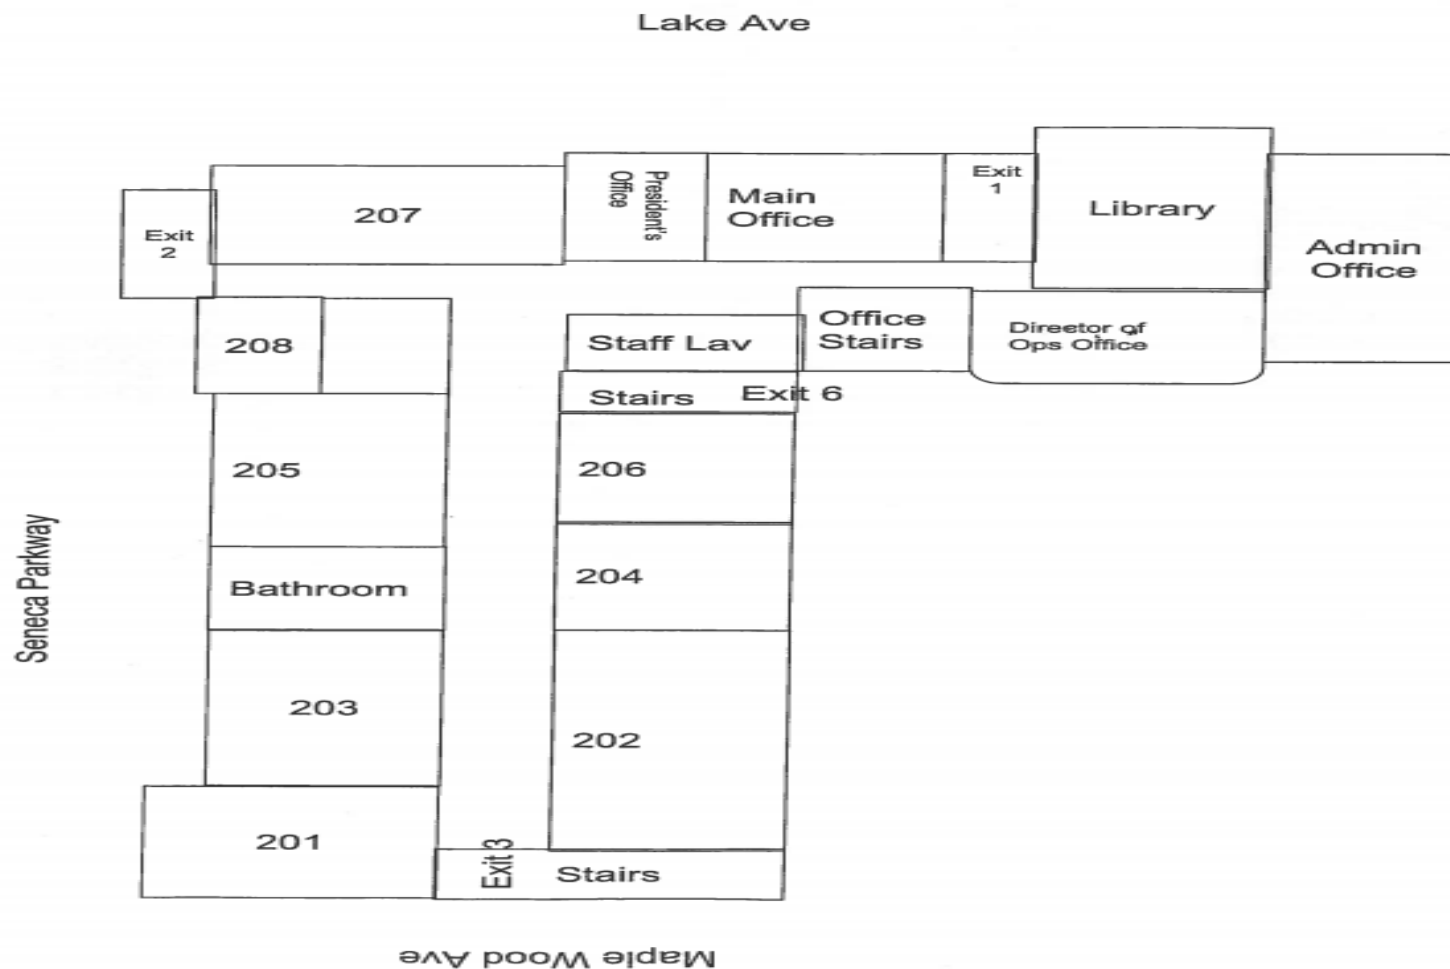 Lake Ave
Exit
2
207
President's
Office
Main
Office
Exit
1
Library
Admin
Office
208
Staff Lav
Office
Stairs
Director of
Ops Office
Stairs
Exit 6
205
206
Seneca Parkway
Bathroom
204
203
202
201
Exit 3
Stairs
Maple Wood Ave